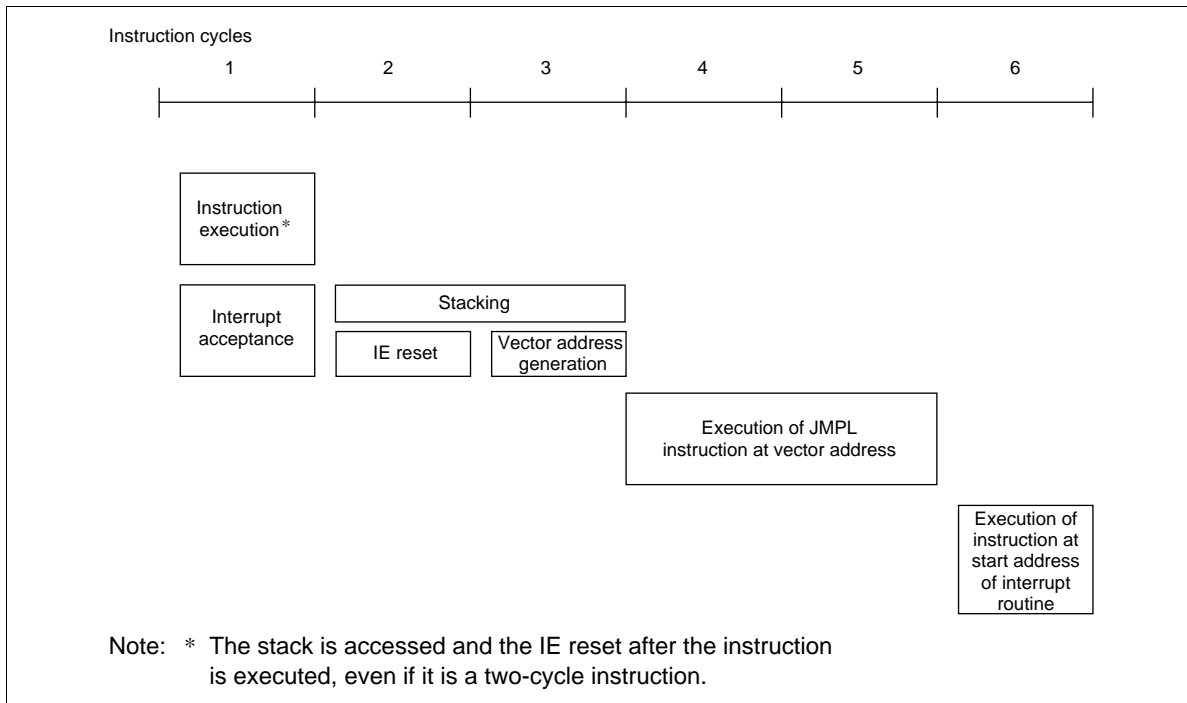 Instruction cycles
1 2 3 4 5 6
Instruction
execution*
Interrupt
acceptance
Stacking
IE reset
Vector address
generation
Execution of JMPL
instruction at vector address
Execution of
instruction at
start address
of interrupt
routine
Note: * The stack is accessed and the IE reset after the instruction
is executed, even if it is a two-cycle instruction.